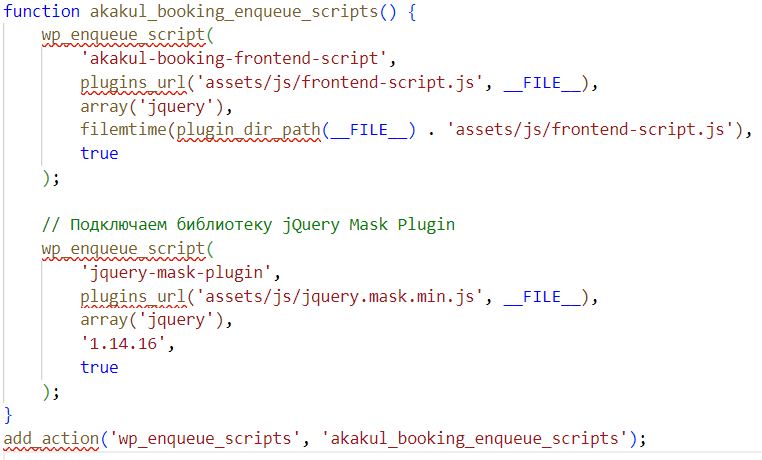 function akakul_booking_enqueue_scripts() {
    wp_enqueue_script(
        'akakul-booking-frontend-script',
        plugins_url('assets/js/frontend-script.js', __FILE__),
        array('jquery'),
        filemtime(plugin_dir_path(__FILE__) . 'assets/js/frontend-script.js'),
        true
    );

    // Подключаем библиотеку jQuery Mask Plugin
    wp_enqueue_script(
        'jquery-mask-plugin',
        plugins_url('assets/js/jquery.mask.min.js', __FILE__),
        array('jquery'),
        '1.14.16',
        true
    );
}
add_action('wp_enqueue_scripts', 'akakul_booking_enqueue_scripts');